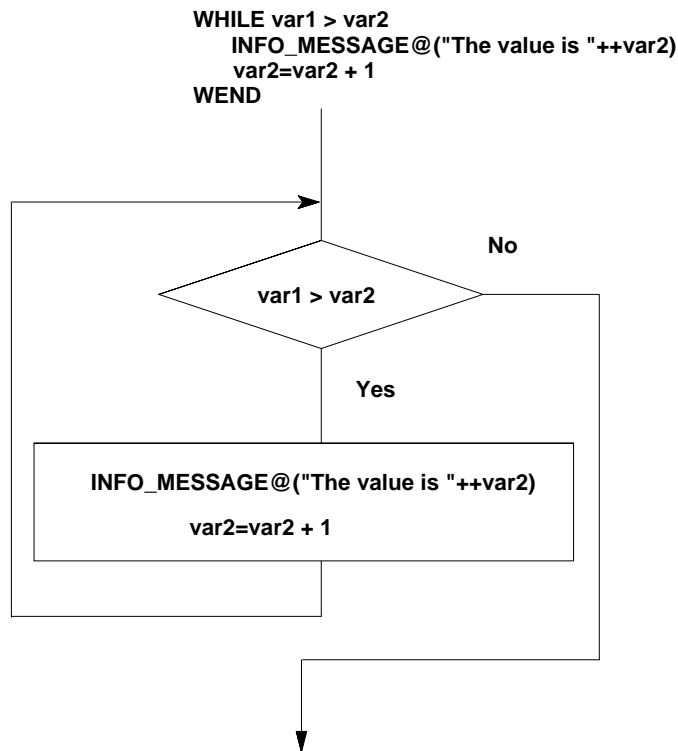 WHILE var1 > var2
INFO_MESSAGE@("The value is "++var2)
var2=var2 + 1
WEND
No
var1 > var2
Yes
INFO_MESSAGE@("The value is "++var2)
var2=var2 + 1